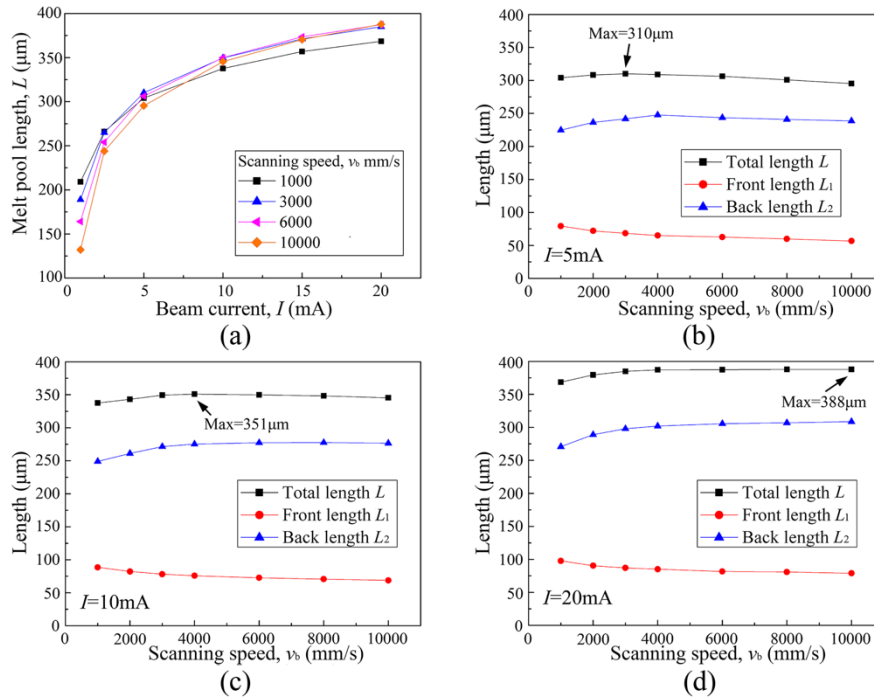 400
350
300
250
200
150
100
Melt pool length, L (μm)
Scanning speed, vb mm/s
1000
3000
6000
10000
0 5 10 15 20
Beam current, I (mA)
(a)
400
350
300
250
200
150
100
50
0
Length (μm)
Max=310μm
Total length L
Front length L1
Back length L2
I=5mA
0 2000 4000 6000 8000 10000
Scanning speed, vb (mm/s)
(b)
400
350
300
250
200
150
100
50
0
Length (μm)
Max=351μm
Total length L
Front length L1
Back length L2
I=10mA
0 2000 4000 6000 8000 10000
Scanning speed, vb (mm/s)
(c)
400
350
300
250
200
150
100
50
0
Length (μm)
Max=388μm
Total length L
Front length L1
Back length L2
I=20mA
0 2000 4000 6000 8000 10000
Scanning speed, vb (mm/s)
(d)